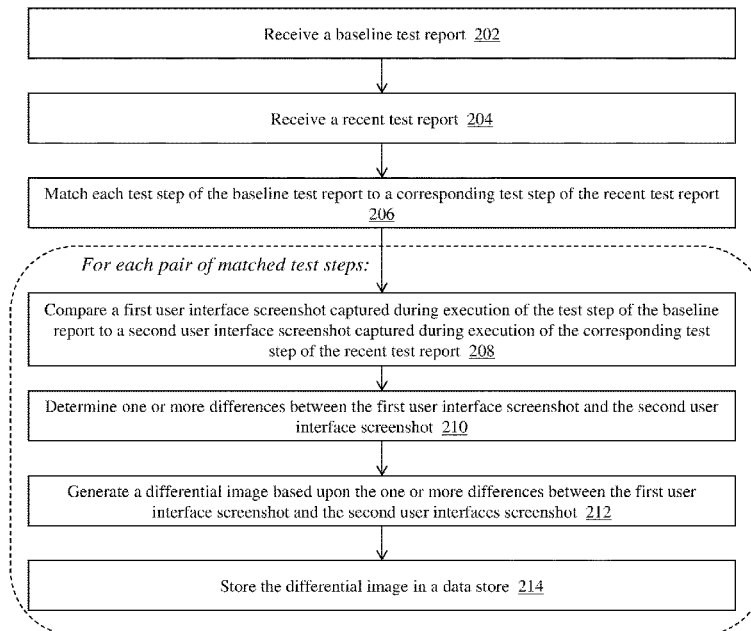 Receive a baseline test report 202
Receive a recent test report 204
Match each test step of the baseline test report to a corresponding test step of the recent test report
206
For each pair of matched test steps:
Compare a first user interface screenshot captured during execution of the test step of the baseline
report to a second user interface screenshot captured during execution of the corresponding test
step of the recent test report 208
Determine one or more differences between the first user interface screenshot and the second user
interface screenshot 210
Generate a differential image based upon the one or more differences between the first user
interface screenshot and the second user interfaces screenshot 212
Store the differential image in a data store 214